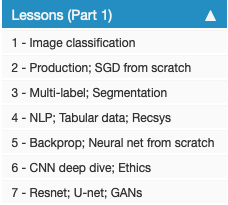 Lessons (Part 1)
1 - Image classification
2 - Production; SGD from scratch
3 - Multi-label; Segmentation
4 - NLP; Tabular data; Recsys
5 - Backprop; Neural net from scratch
6 - CNN deep dive; Ethics
7 - Resnet; U-net; GANs